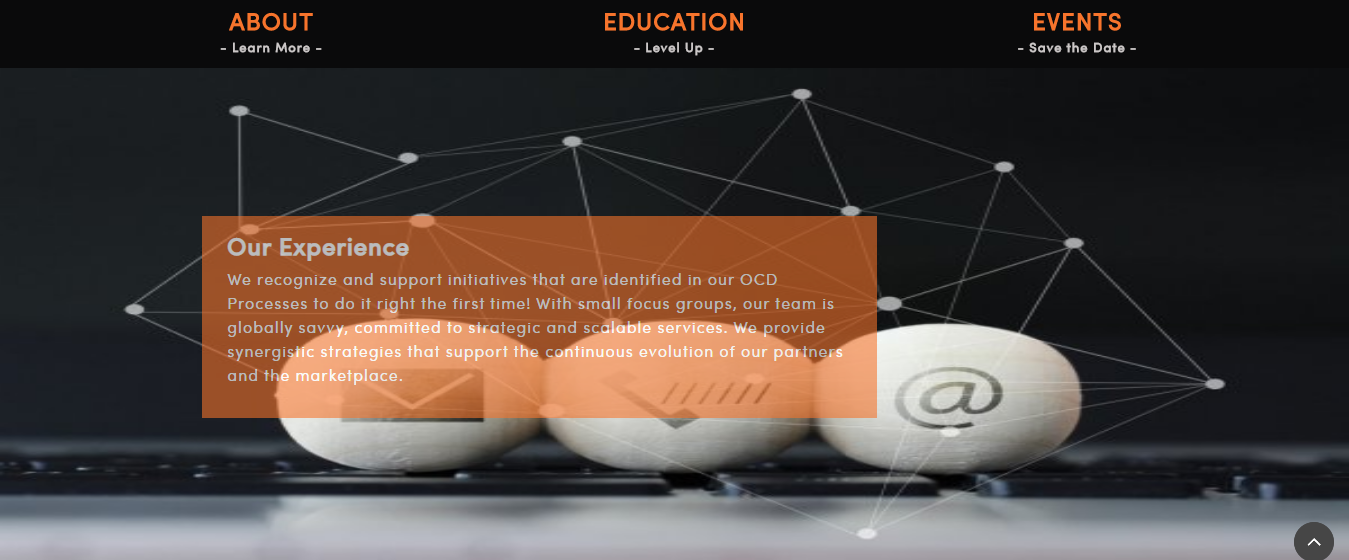 ABOUT
- Learn More -
EDUCATION
- Level Up -
EVENTS
- Save the Date -
Our Experience
We recognize and support initiatives that are identified in our OCD
Processes to do it right the first time! With small focus groups, our team is
globally savvy, committed to strategic and scalable services. We provide
synergistic strategies that support the continuous evolution of our partners
and the marketplace.
@